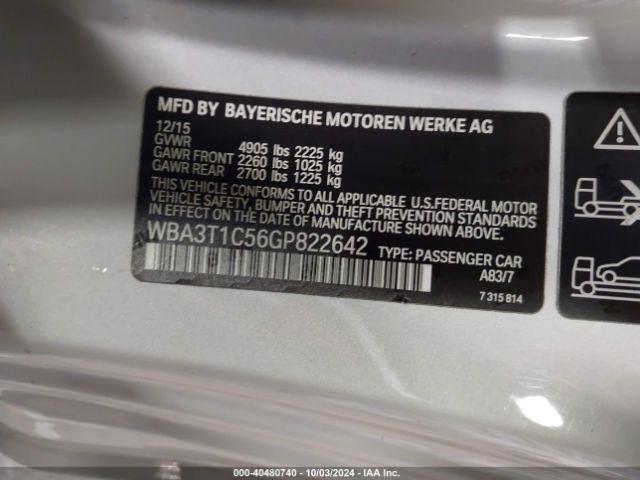 MFD BY BAYERISCHE MOTOREN WERKE AG
12/15
GVWR 4905 lbs 2225 kg
GAWR FRONT 2260 lbs 1025 kg
GAWR REAR 2700 lbs 1225 kg
THIS VEHICLE CONFORMS TO ALL APPLICABLE U.S.FEDERAL MOTOR
VEHICLE SAFETY, BUMPER AND THEFT PREVENTION STANDARDS
IN EFFECT ON THE DATE OF MANUFACTURE SHOWN ABOVE.
WBA3T1C56GP822642 TYPE: PASSENGER CAR
A83/7
7 315 814
000-40480740 - 10/03/2024 - IAA Inc.